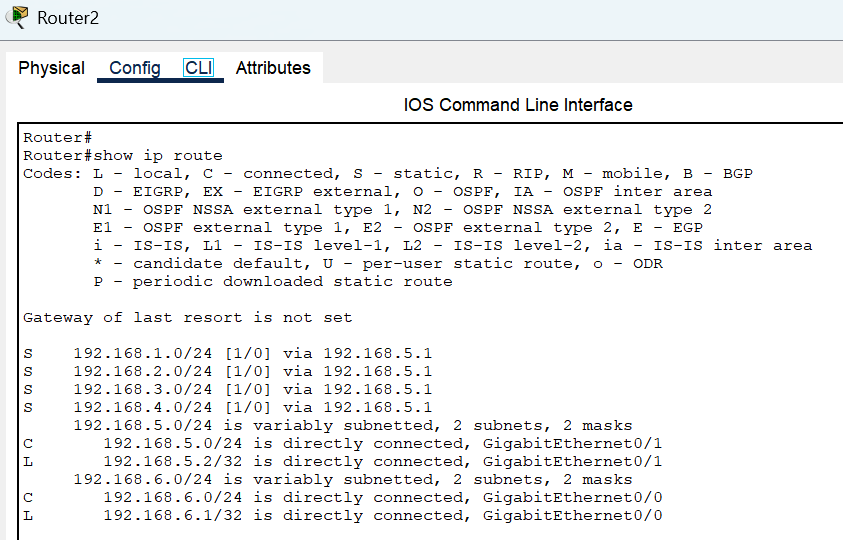 Router2
Physical Config CLI Attributes
IOS Command Line Interface
Router#
Router#show ip route
Codes: L - local, C - connected, S - static, R - RIP, M - mobile, B - BGP
       D - EIGRP, EX - EIGRP external, O - OSPF, IA - OSPF inter area
       N1 - OSPF NSSA external type 1, N2 - OSPF NSSA external type 2
       E1 - OSPF external type 1, E2 - OSPF external type 2, E - EGP
       i - IS-IS, L1 - IS-IS level-1, L2 - IS-IS level-2, ia - IS-IS inter area
       * - candidate default, U - per-user static route, o - ODR
       P - periodic downloaded static route

Gateway of last resort is not set

S    192.168.1.0/24 [1/0] via 192.168.5.1
S    192.168.2.0/24 [1/0] via 192.168.5.1
S    192.168.3.0/24 [1/0] via 192.168.5.1
S    192.168.4.0/24 [1/0] via 192.168.5.1
     192.168.5.0/24 is variably subnetted, 2 subnets, 2 masks
C       192.168.5.0/24 is directly connected, GigabitEthernet0/1
L       192.168.5.2/32 is directly connected, GigabitEthernet0/1
     192.168.6.0/24 is variably subnetted, 2 subnets, 2 masks
C       192.168.6.0/24 is directly connected, GigabitEthernet0/0
L       192.168.6.1/32 is directly connected, GigabitEthernet0/0